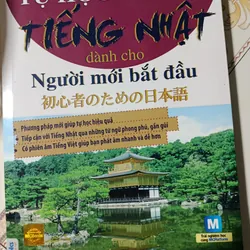 TỰ HỌC
TIẾNG NHẬT
dành cho
Người mới bắt đầu
初心者のための日本語
Phương pháp mới giúp tự học hiệu quả
Tiếp cận với Tiếng Nhật qua những từ ngữ phong phú, gần gũi
Có phiên âm Tiếng Việt giúp bạn phát âm nhanh và dễ hơn